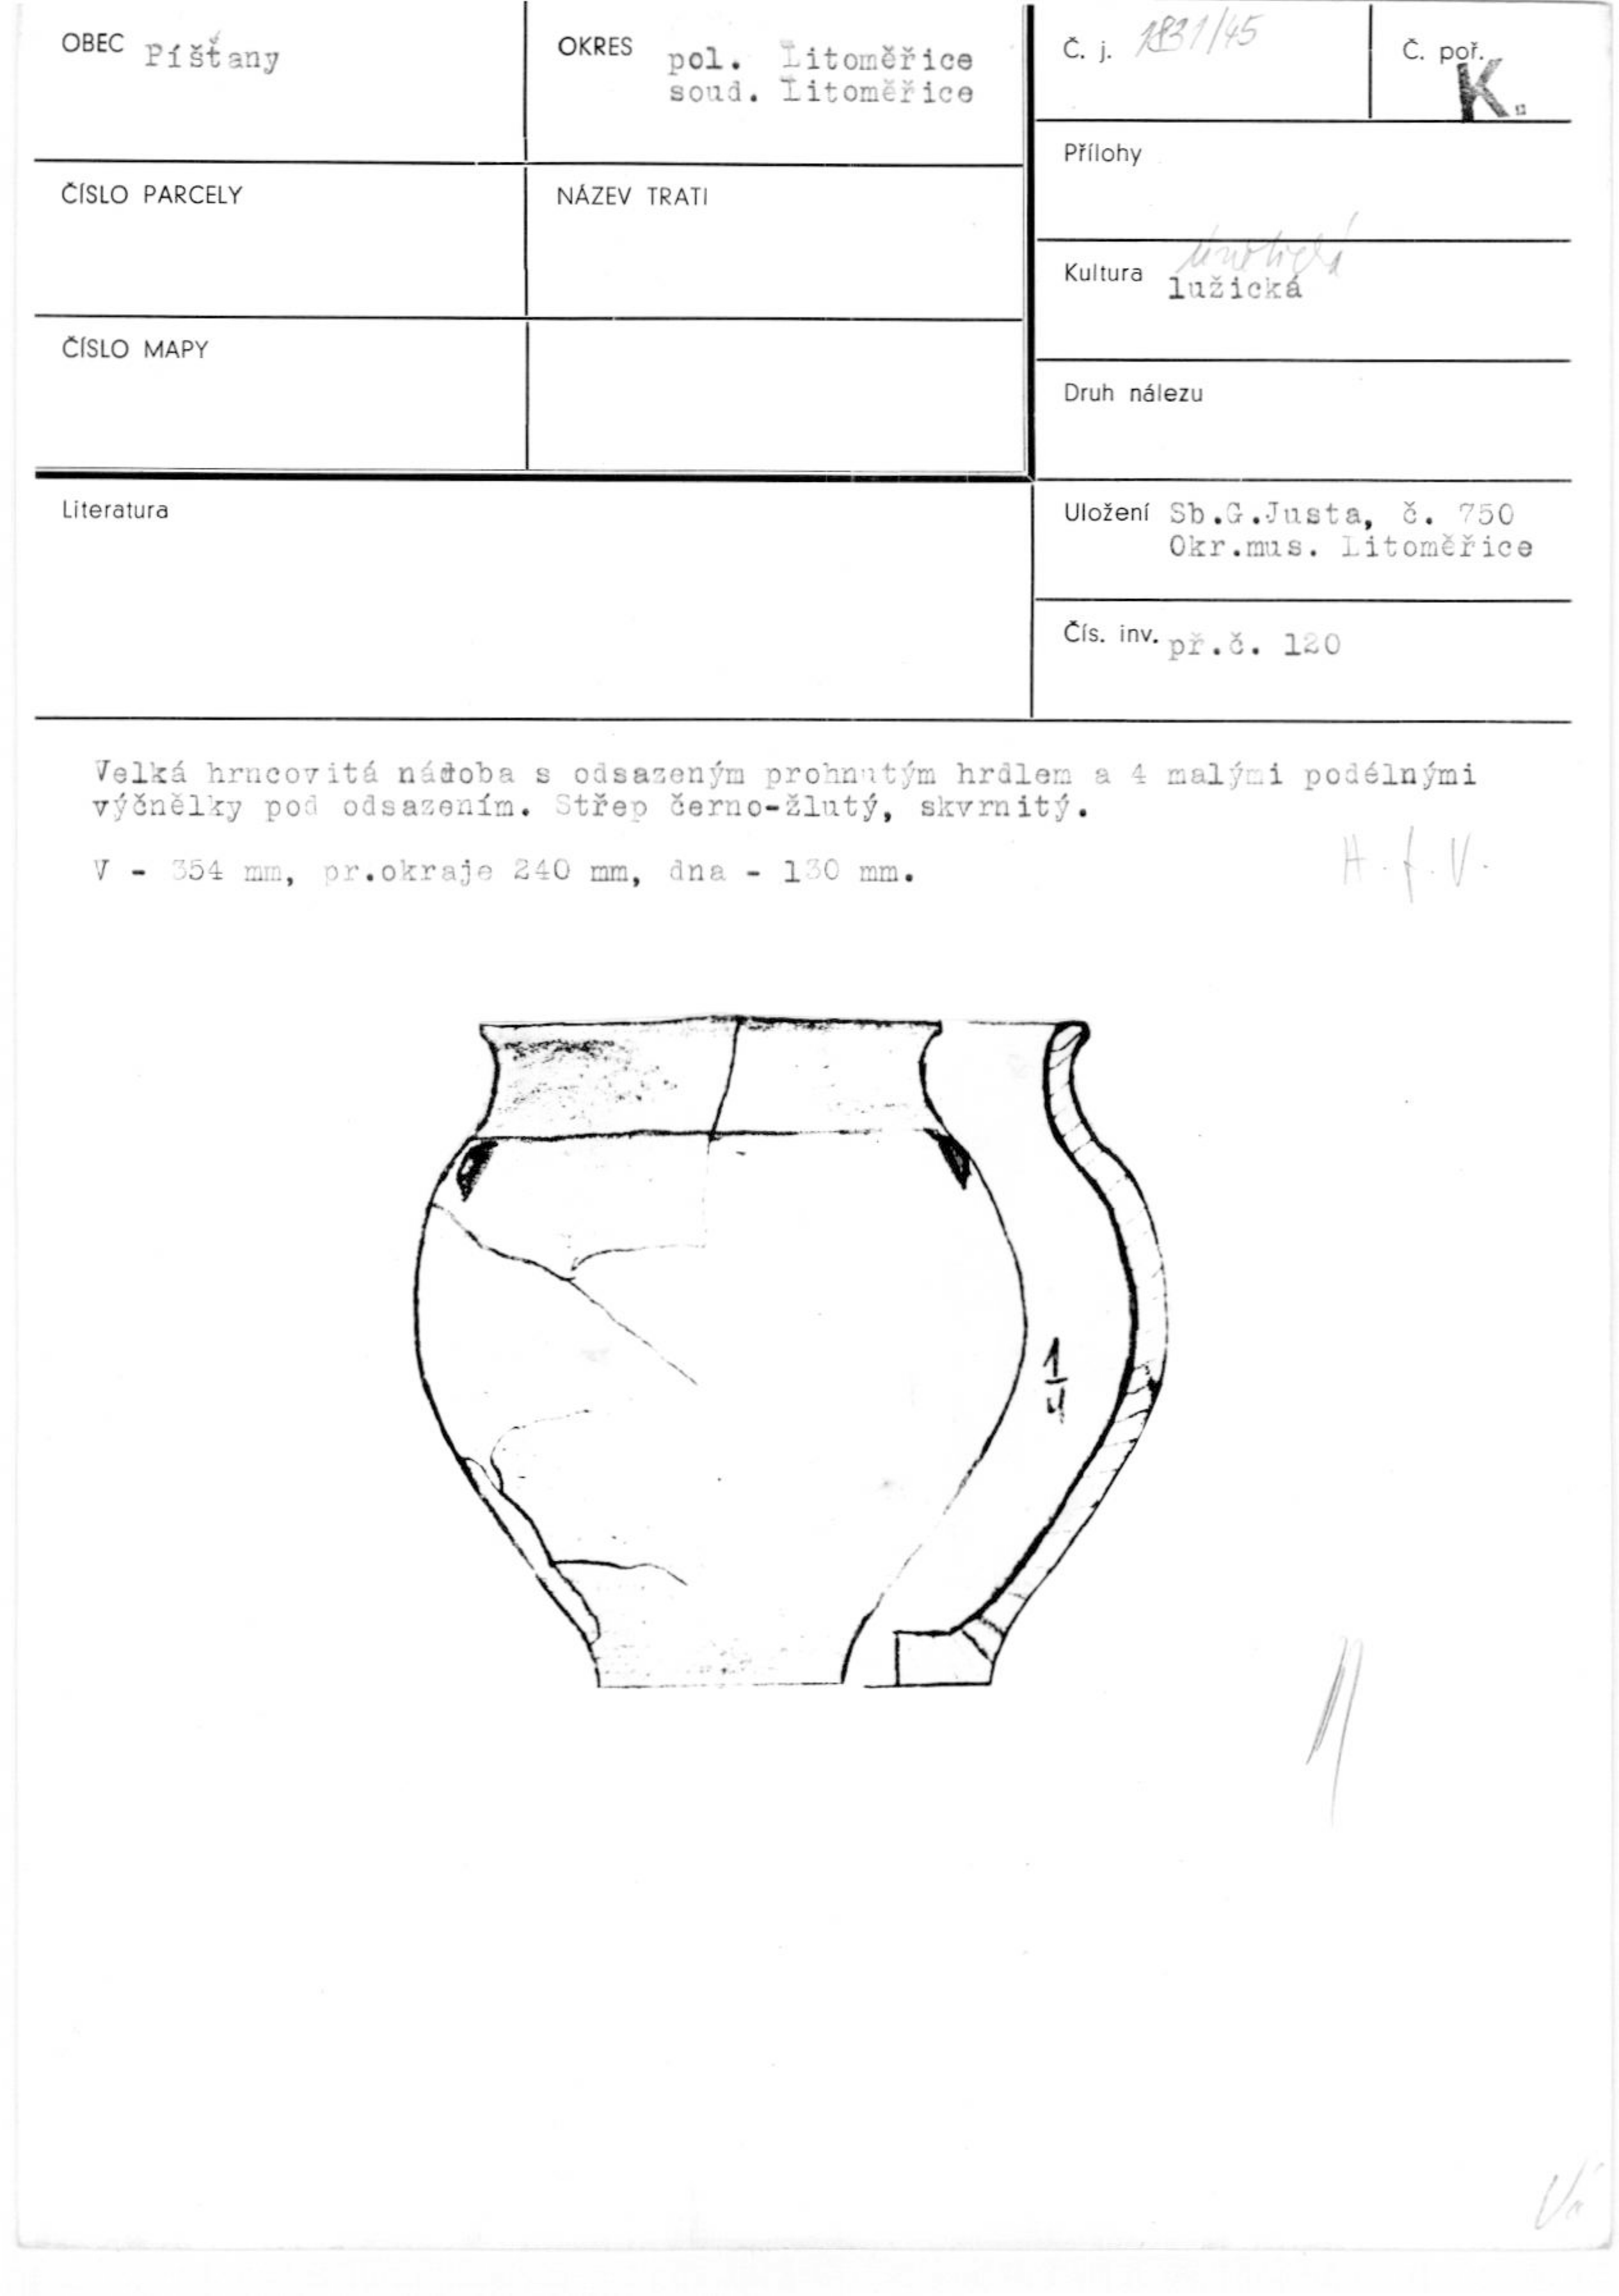 OBEC Píšťany
OKRES pol. Litoměřice
soud. Litoměřice
Č. j. 1831/45
Č. poř.
K.
Přílohy
ČÍSLO PARCELY
NÁZEV TRATI
Kultura únětická
lužická
ČÍSLO MAPY
Druh nálezu
Literatura
Uložení Sb.G.Justa, č. 750
Okr.mus. Litoměřice
Čís. inv. př.č. 120
Velká hrncovitá nádoba s odsazeným prohnutým hrdlem a 4 malými podélnými
výčnělky pod odsazením. Střep černo-žlutý, skvrnitý.
V - 354 mm, pr.okraje 240 mm, dna - 130 mm.
H.f.V.
1/4